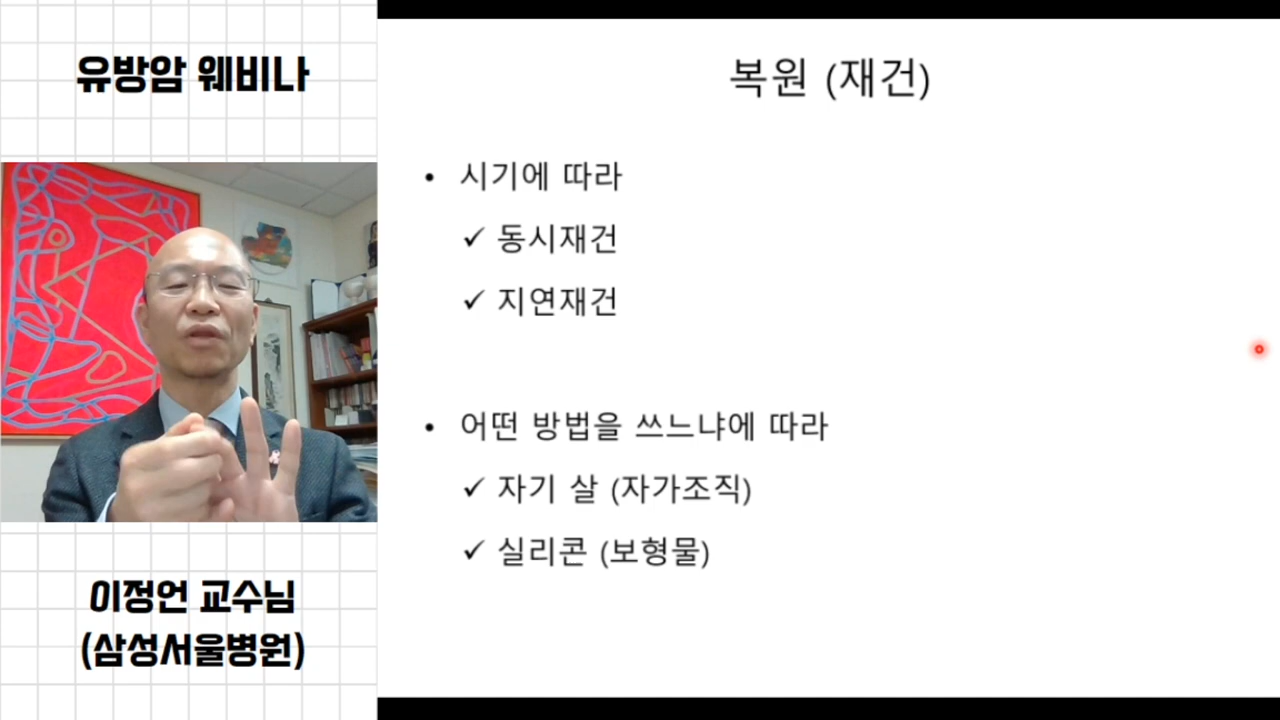 유방암 웨비나
이정언 교수님
(삼성서울병원)
복원 (재건)
• 시기에 따라
✓ 동시재건
✓ 지연재건
• 어떤 방법을 쓰느냐에 따라
✓ 자기 살 (자가조직)
✓ 실리콘 (보형물)